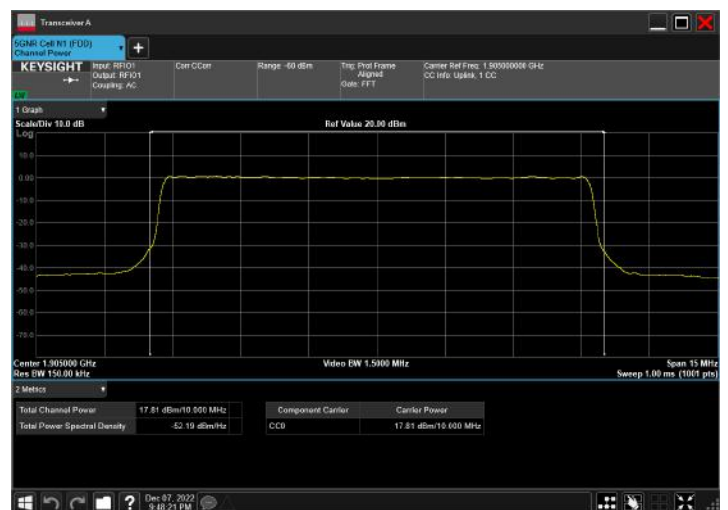 Transceiver A
5GNR Cell N1 (FDD)
Channel Power
+
KEYSIGHT
Input: RFIO1
Output: RFIO1
Coupling: AC
Corr CCorr
Range -60 dBm
Trig: Prot Frame
Aligned
Gate: FFT
Carrier Ref Freq: 1.905000000 GHz
CC Info: Uplink, 1 CC
1 Graph
Scale/Div 10.0 dB
Ref Value 20.00 dBm
Log
10.0
0.00
-10.0
-20.0
-30.0
-40.0
-50.0
-60.0
-70.0
Center 1.905000 GHz
Video BW 1.5000 MHz
Span 15 MHz
Res BW 150.00 kHz
Sweep 1.00 ms (1001 pts)
2 Metrics
Total Channel Power 17.81 dBm/10.000 MHz
Total Power Spectral Density -52.19 dBm/Hz
Component Carrier Carrier Power
CC0 17.81 dBm/10.000 MHz
?
Dec 07, 2022
9:48:21 PM